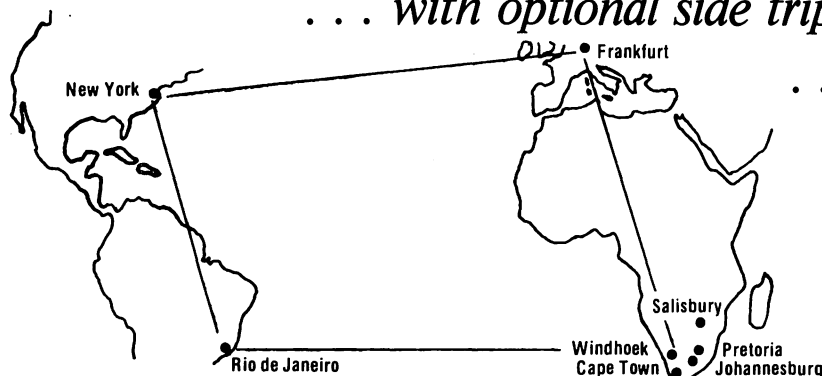 . . . with optional side trip
Frankfurt
New York
. .
Salisbury
Windhoek
Pretoria
Rio de Janeiro
Cape Town
Johannesburg